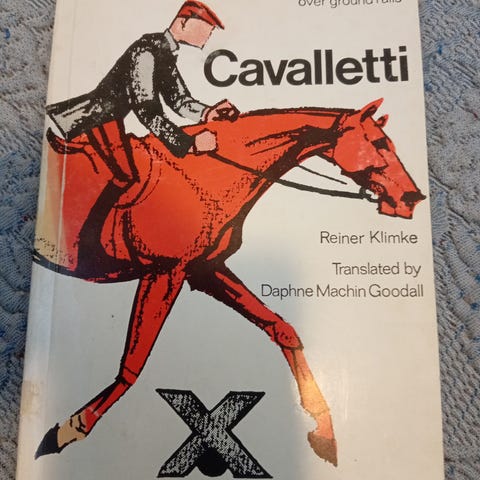 over ground rails
Cavalletti
Reiner Klimke
Translated by
Daphne Machin Goodall